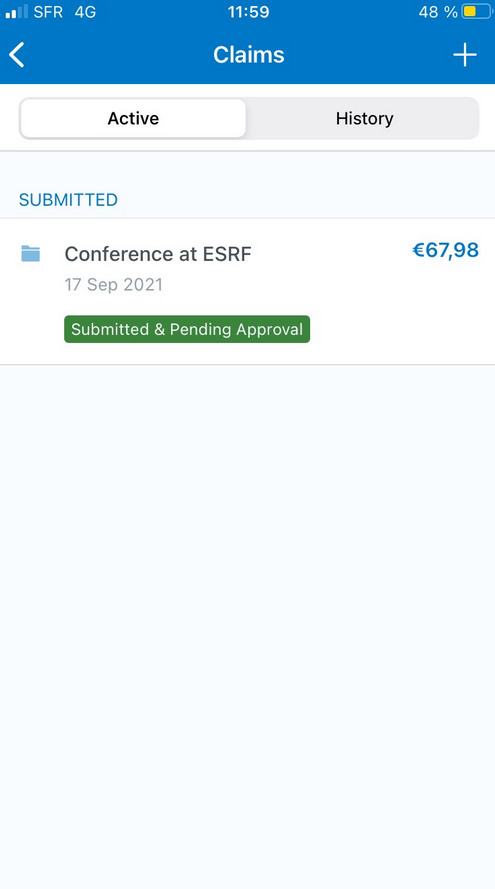 SFR 4G 11:59 48 %
Claims
Active History
SUBMITTED
Conference at ESRF €67,98
17 Sep 2021
Submitted & Pending Approval